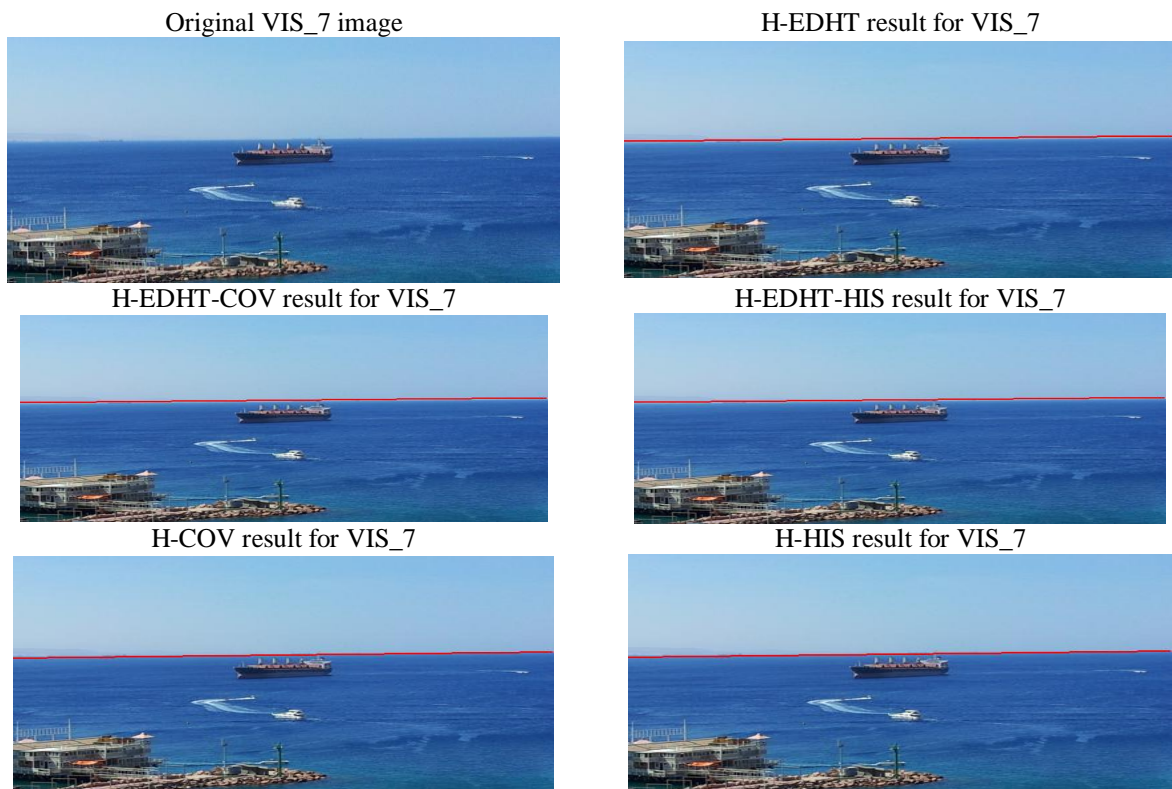 Original VIS_7 image
H-EDHT result for VIS_7
H-EDHT-COV result for VIS_7
H-EDHT-HIS result for VIS_7
H-COV result for VIS_7
H-HIS result for VIS_7